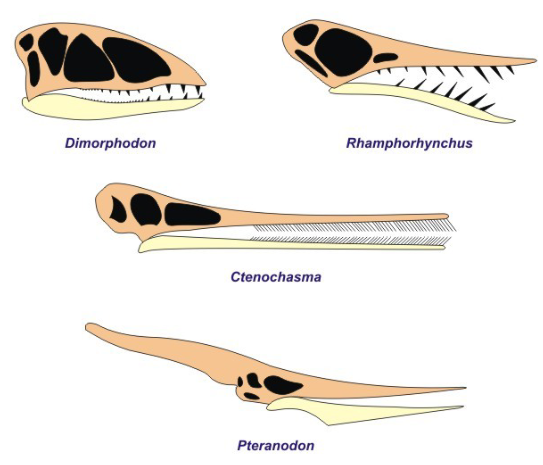 Dimorphodon
Rhamphorhynchus
Ctenochasma
Pteranodon